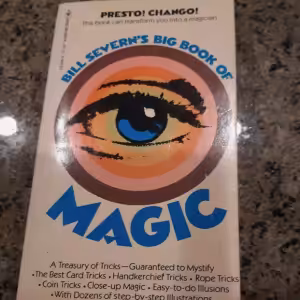 PRESTO! CHANGO!
This book can transform you into a magician
BILL SEVERN'S BIG BOOK OF
MAGIC
A Treasury of Tricks—Guaranteed to Mystify
•The Best Card Tricks • Handkerchief Tricks • Rope Tricks
•Coin Tricks • Close-up Magic • Easy-to-do Illusions
•With Dozens of step-by-step Illustrations